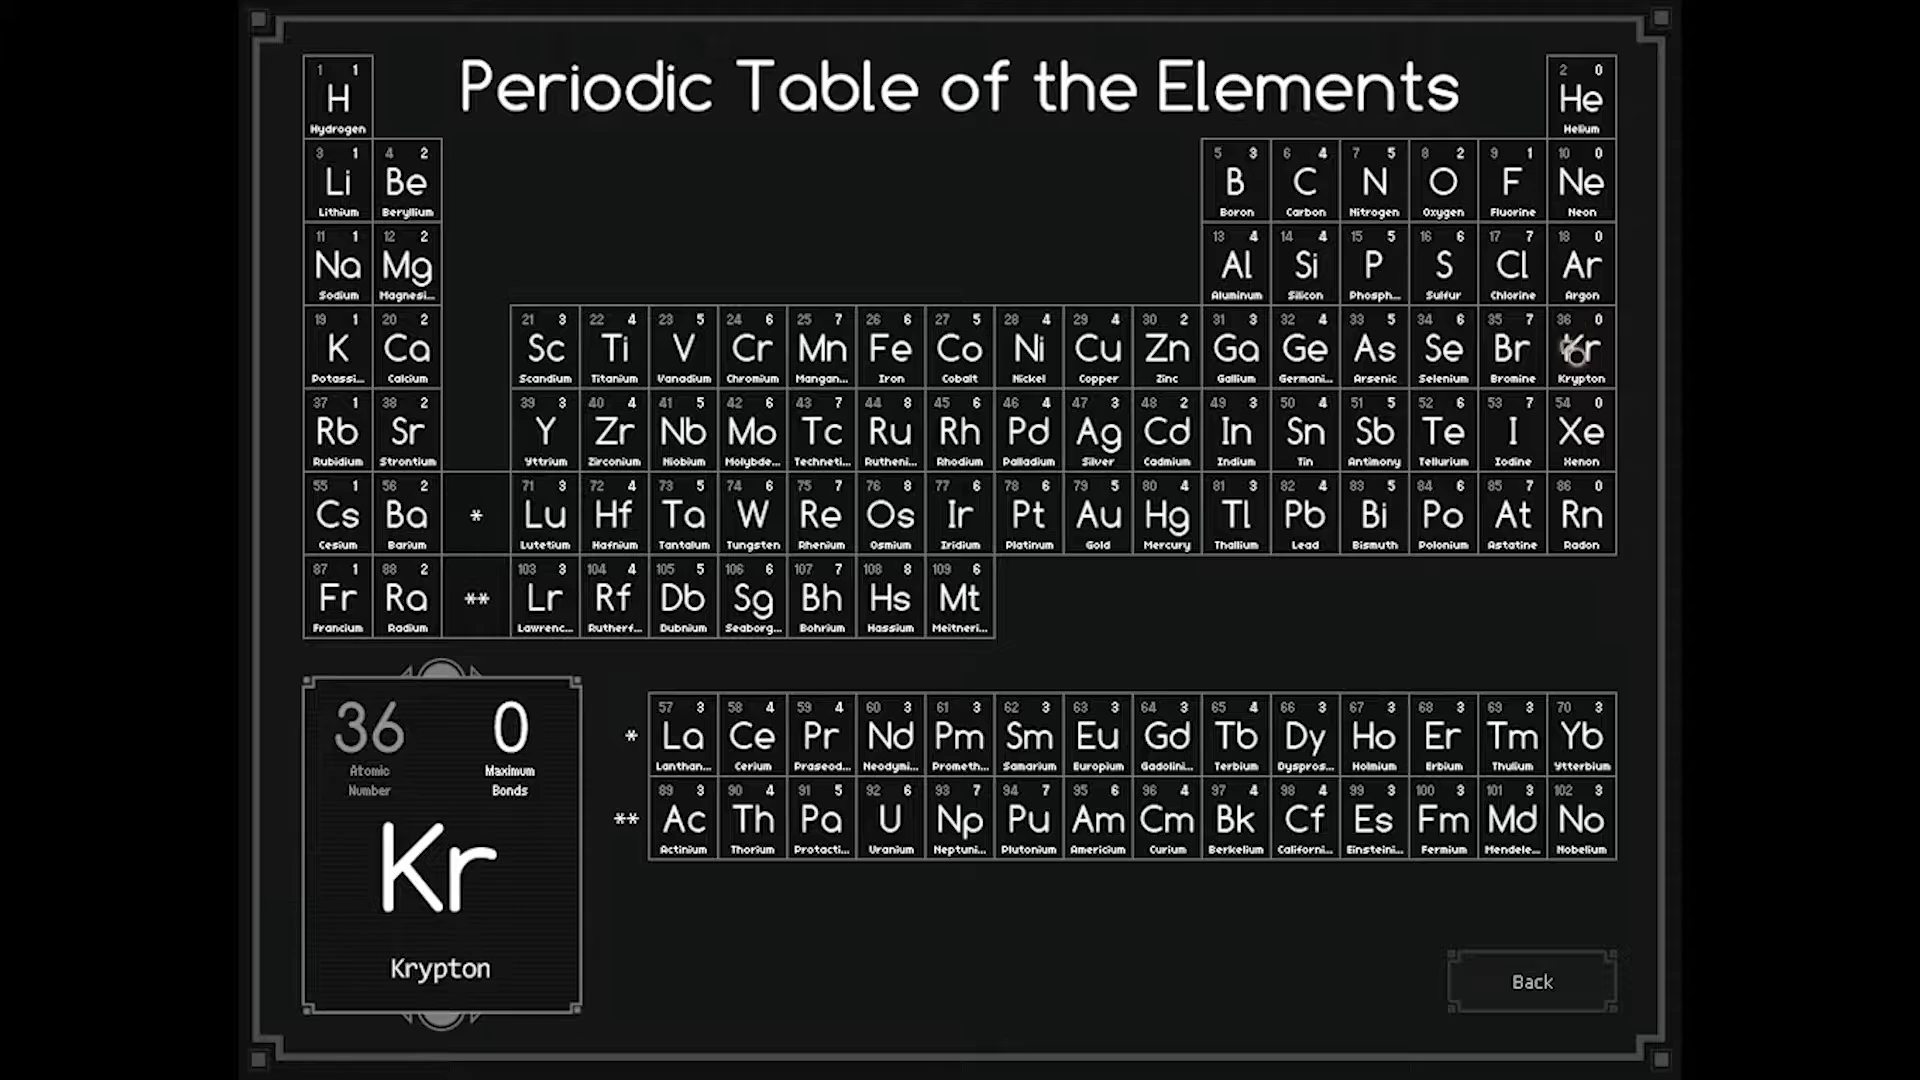 Periodic Table of the Elements
1 1 2 0
H He
Hydrogen Helium
3 1 4 2 5 3 6 4 7 5 8 2 9 1 10 0
Li Be B C N O F Ne
Lithium Beryllium Boron Carbon Nitrogen Oxygen Fluorine Neon
11 1 12 2 13 4 14 4 15 5 16 6 17 7 18 0
Na Mg Al Si P S Cl Ar
Sodium Magnesi... Aluminum Silicon Phosph... Sulfur Chlorine Argon
19 1 20 2 21 3 22 4 23 5 24 6 25 7 26 6 27 5 28 4 29 4 30 2 31 3 32 4 33 5 34 6 35 7 36 0
K Ca Sc Ti V Cr Mn Fe Co Ni Cu Zn Ga Ge As Se Br Kr
Potassi... Calcium Scandium Titanium Vanadium Chromium Mangan... Iron Cobalt Nickel Copper Zinc Gallium Germani... Arsenic Selenium Bromine Krypton
37 1 38 2 39 3 40 4 41 5 42 6 43 7 44 8 45 6 46 4 47 3 48 2 49 3 50 4 51 5 52 6 53 7 54 0
Rb Sr Y Zr Nb Mo Tc Ru Rh Pd Ag Cd In Sn Sb Te I Xe
Rubidium Strontium Yttrium Zirconium Niobium Molybde... Techneti... Rutheni... Rhodium Palladium Silver Cadmium Indium Tin Antimony Tellurium Iodine Xenon
55 1 56 2 71 3 72 4 73 5 74 6 75 7 76 8 77 6 78 6 79 5 80 4 81 3 82 4 83 5 84 6 85 7 86 0
Cs Ba * Lu Hf Ta W Re Os Ir Pt Au Hg Tl Pb Bi Po At Rn
Cesium Barium Lutetium Hafnium Tantalum Tungsten Rhenium Osmium Iridium Platinum Gold Mercury Thallium Lead Bismuth Polonium Astatine Radon
87 1 88 2 103 3 104 4 105 5 106 6 107 7 108 8 109 6
Fr Ra ** Lr Rf Db Sg Bh Hs Mt
Francium Radium Lawrenc... Rutherf... Dubnium Seaborg... Bohrium Hassium Meitneri...
57 3 58 4 59 4 60 3 61 3 62 3 63 3 64 3 65 4 66 3 67 3 68 3 69 3 70 3
* La Ce Pr Nd Pm Sm Eu Gd Tb Dy Ho Er Tm Yb
Lanthan... Cerium Praseod... Neodymi... Prometh... Samarium Europium Gadolini... Terbium Dyspros... Holmium Erbium Thulium Ytterbium
89 3 90 4 91 5 92 6 93 7 94 7 95 6 96 4 97 4 98 4 99 3 100 3 101 3 102 3
** Ac Th Pa U Np Pu Am Cm Bk Cf Es Fm Md No
Actinium Thorium Protacti... Uranium Neptuni... Plutonium Americium Curium Berkelium Californi... Einsteini... Fermium Mendele... Nobelium
36 0
Atomic Maximum
Number Bonds
Kr
Krypton
Back